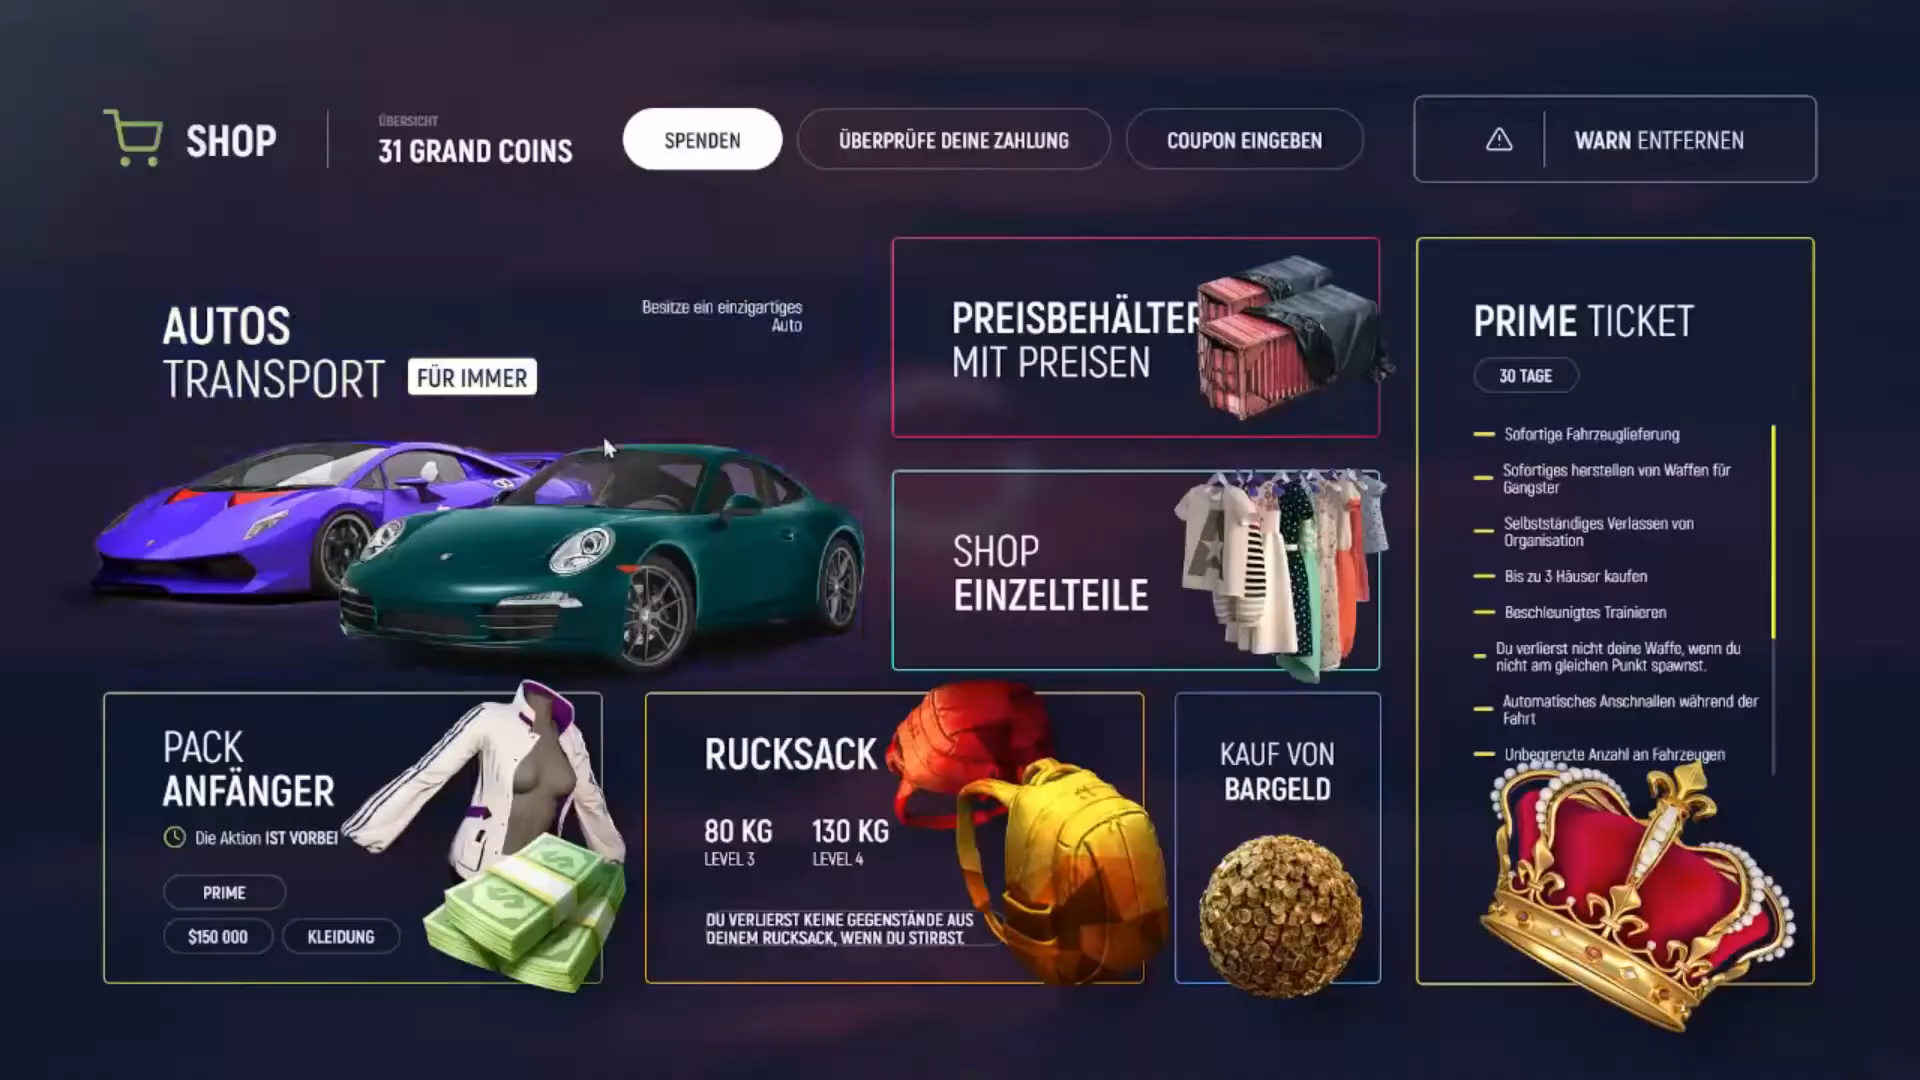 SHOP
ÜBERSICHT
31 GRAND COINS
SPENDEN
ÜBERPRÜFE DEINE ZAHLUNG
COUPON EINGEBEN
WARN ENTFERNEN
AUTOS
TRANSPORT
FÜR IMMER
Besitze ein einzigartiges
Auto
PREISBEHÄLTER
MIT PREISEN
SHOP
EINZELTEILE
PRIME TICKET
30 TAGE
Sofortige Fahrzeuglieferung
Sofortiges herstellen von Waffen für
Gangster
Selbstständiges Verlassen von
Organisation
Bis zu 3 Häuser kaufen
Beschleunigtes Trainieren
Du verlierst nicht deine Waffe, wenn du
nicht am gleichen Punkt spawnst.
Automatisches Anschnallen während der
Fahrt
Unbegrenzte Anzahl an Fahrzeugen
PACK
ANFÄNGER
Die Aktion IST VORBEI
PRIME
$150 000
KLEIDUNG
RUCKSACK
80 KG
LEVEL 3
130 KG
LEVEL 4
DU VERLIERST KEINE GEGENSTÄNDE AUS
DEINEM RUCKSACK, WENN DU STIRBST.
KAUF VON
BARGELD